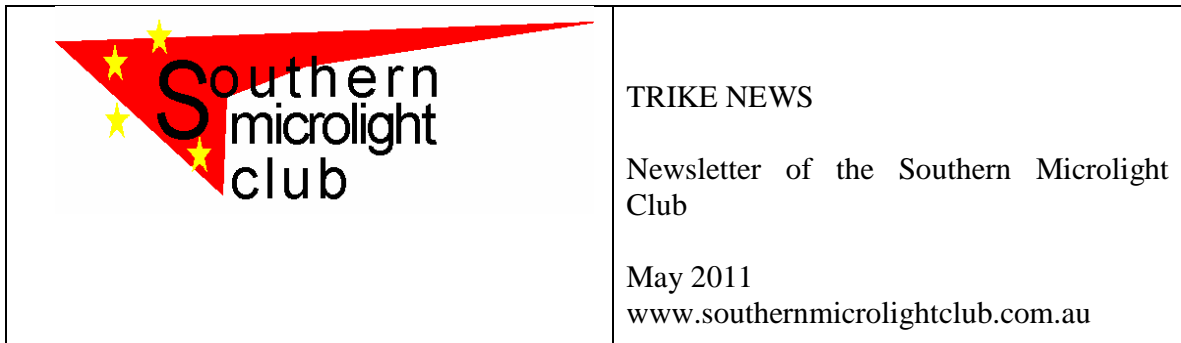 Southern
microlight
club
TRIKE NEWS
Newsletter of the Southern Microlight
Club
May 2011
www.southernmicrolightclub.com.au